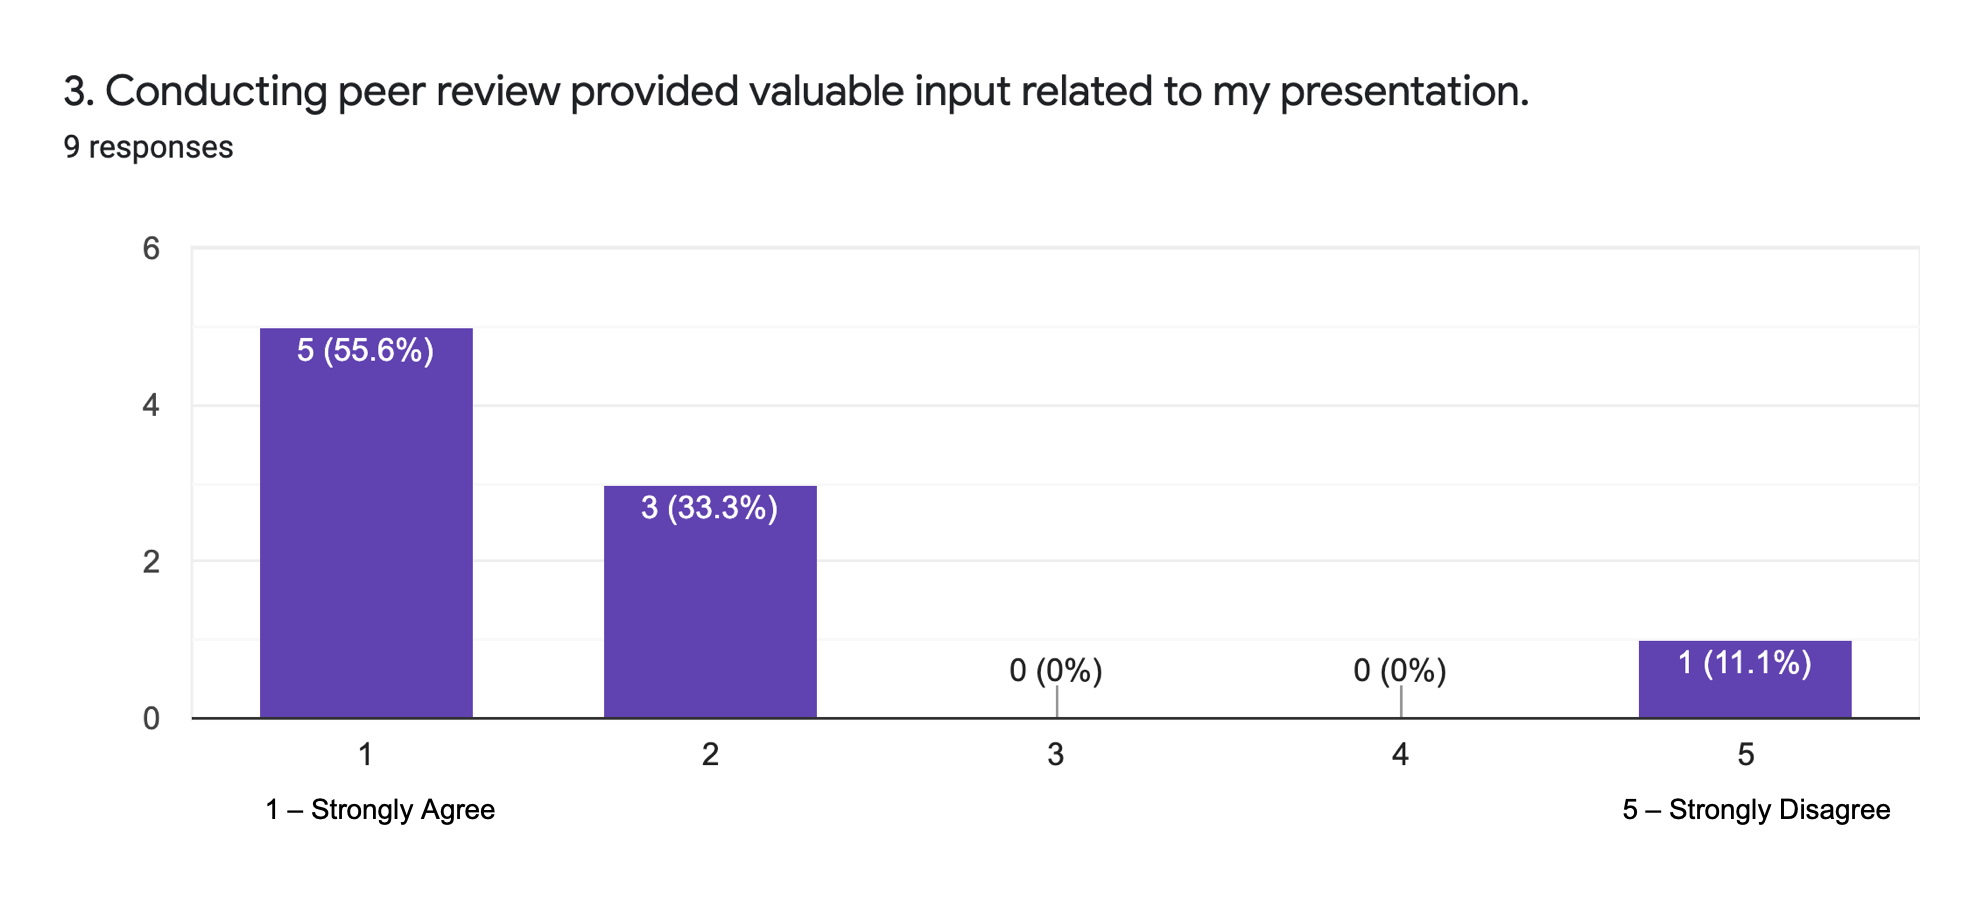 3. Conducting peer review provided valuable input related to my presentation.
9 responses
6
4
2
0
5 (55.6%)
3 (33.3%)
0 (0%)
0 (0%)
1 (11.1%)
1 2 3 4 5
1 – Strongly Agree 5 – Strongly Disagree